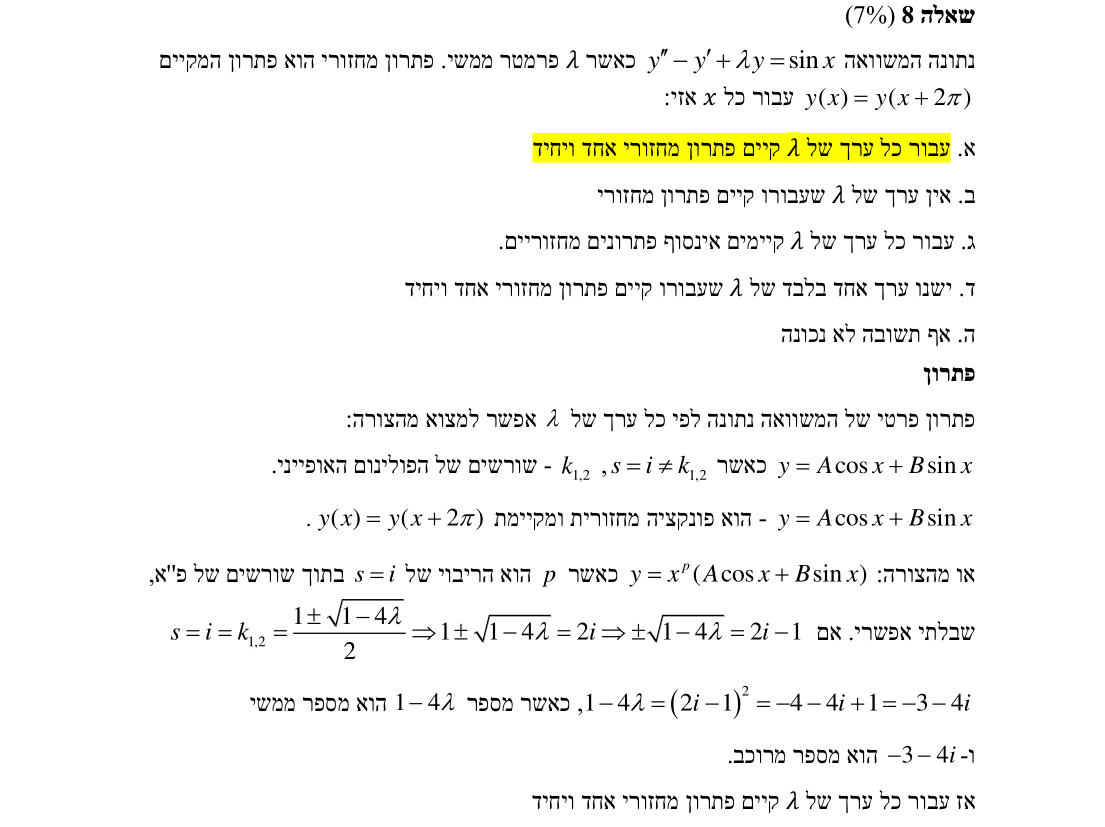 שאלה 8 (7%)
נתונה המשוואה y″ − y′ + λy = sin x כאשר λ פרמטר ממשי. פתרון מחזורי הוא פתרון המקיים
y(x) = y(x + 2π) עבור כל x אזי:
א. עבור כל ערך של λ קיים פתרון מחזורי אחד ויחיד
ב. אין ערך של λ שעבורו קיים פתרון מחזורי
ג. עבור כל ערך של λ קיימים אינסוף פתרונים מחזוריים.
ד. ישנו ערך אחד בלבד של λ שעבורו קיים פתרון מחזורי אחד ויחיד
ה. אף תשובה לא נכונה
פתרון
פתרון פרטי של המשוואה נתונה לפי כל ערך של λ אפשר למצוא מהצורה:
y = A cos x + B sin x כאשר s = i ≠ k₁,₂ , k₁,₂ - שורשים של הפולינום האופייני.
y = A cos x + B sin x - הוא פונקציה מחזורית ומקיימת y(x) = y(x + 2π) .
או מהצורה: y = x^p (A cos x + B sin x) כאשר p הוא הריבוי של s = i בתוך שורשים של פ"א,
שבלתי אפשרי. אם s = i = k₁,₂ = (1 ± √(1 − 4λ))/2 ⇒ 1 ± √(1 − 4λ) = 2i ⇒ ±√(1 − 4λ) = 2i − 1
1 − 4λ = (2i − 1)² = −4 − 4i + 1 = −3 − 4i, כאשר מספר 1 − 4λ הוא מספר ממשי
ו- −3 − 4i הוא מספר מרוכב.
אז עבור כל ערך של λ קיים פתרון מחזורי אחד ויחיד